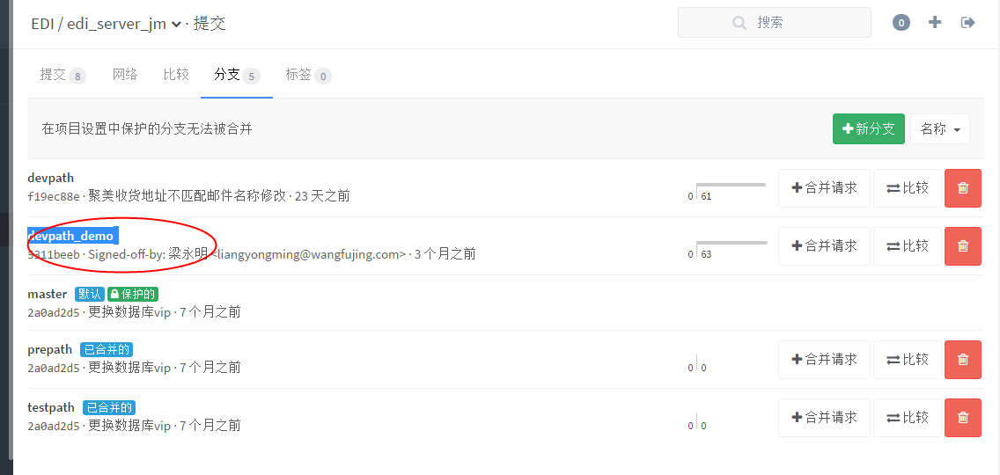 EDI / edi_server_jm · 提交
搜索
0
提交 8
网络
比较
分支 5
标签 0
在项目设置中保护的分支无法被合并
新分支
名称
devpath
f19ec88e · 聚美收货地址不匹配邮件名称修改 · 23 天之前
0 61
合并请求
比较
devpath_demo
5311beeb · Signed-off-by: 梁永明 <liangyongming@wangfujing.com> · 3 个月之前
0 63
合并请求
比较
master 默认 保护的
2a0ad2d5 · 更换数据库vip · 7 个月之前
prepath 已合并的
2a0ad2d5 · 更换数据库vip · 7 个月之前
0 0
合并请求
比较
testpath 已合并的
2a0ad2d5 · 更换数据库vip · 7 个月之前
0 0
合并请求
比较